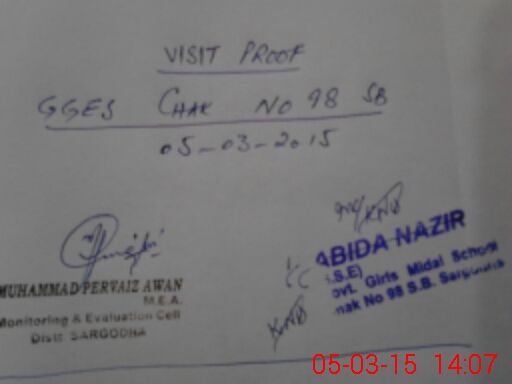 VISIT PROOF
GGES CHAK NO 98 SB
05-03-2015
MUHAMMAD PERVAIZ AWAN
M.E.A.
Monitoring & Evaluation Cell
Distt: SARGODHA
ABIDA NAZIR
Govt. Girls Midal School
Chak No 98 S.B. Sargodha
05-03-15 14:07